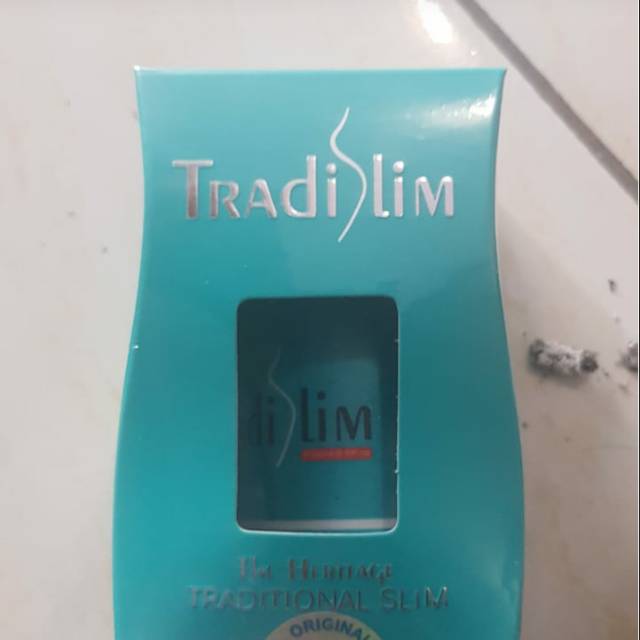 TRADiSliM
diSliM
The Heritage
TRADITIONAL SLIM
ORIGINAL